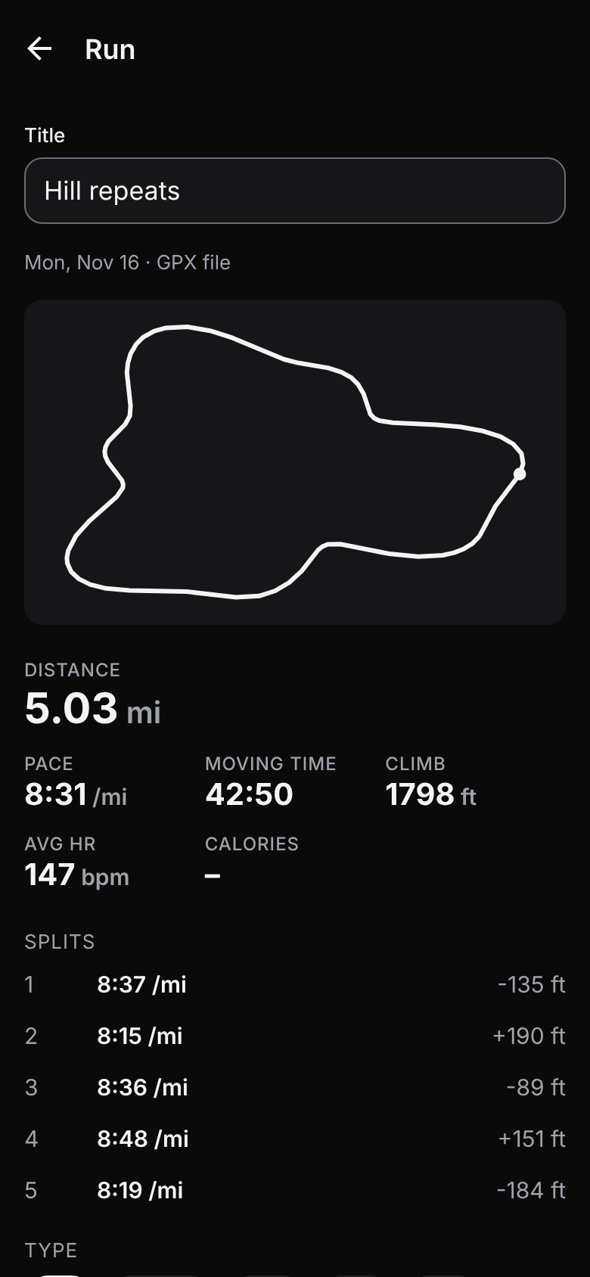 Run
Title
Hill repeats
Mon, Nov 16 · GPX file
DISTANCE
5.03 mi
PACE MOVING TIME CLIMB
8:31 /mi 42:50 1798 ft
AVG HR CALORIES
147 bpm –
SPLITS
1 8:37 /mi -135 ft
2 8:15 /mi +190 ft
3 8:36 /mi -89 ft
4 8:48 /mi +151 ft
5 8:19 /mi -184 ft
TYPE